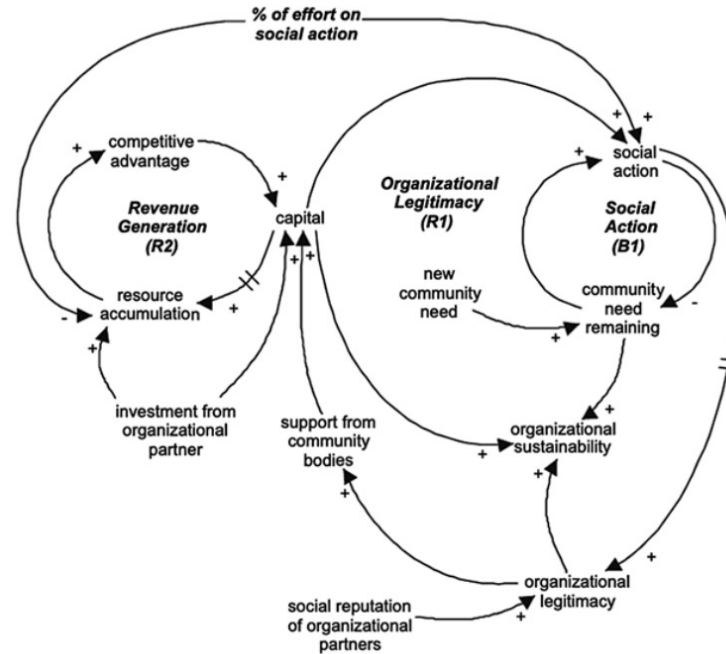 % of effort on
social action
competitive
advantage
Revenue
Generation
(R2)
capital
Organizational
Legitimacy
(R1)
social
action
Social
Action
(B1)
resource
accumulation
new
community
need
community
need
remaining
investment from
organizational
partner
support from
community
bodies
organizational
sustainability
organizational
legitimacy
social reputation
of organizational
partners
+
+
+
+
+
+
+
+
-
+
+
-
+
+
+
+
+
+
+